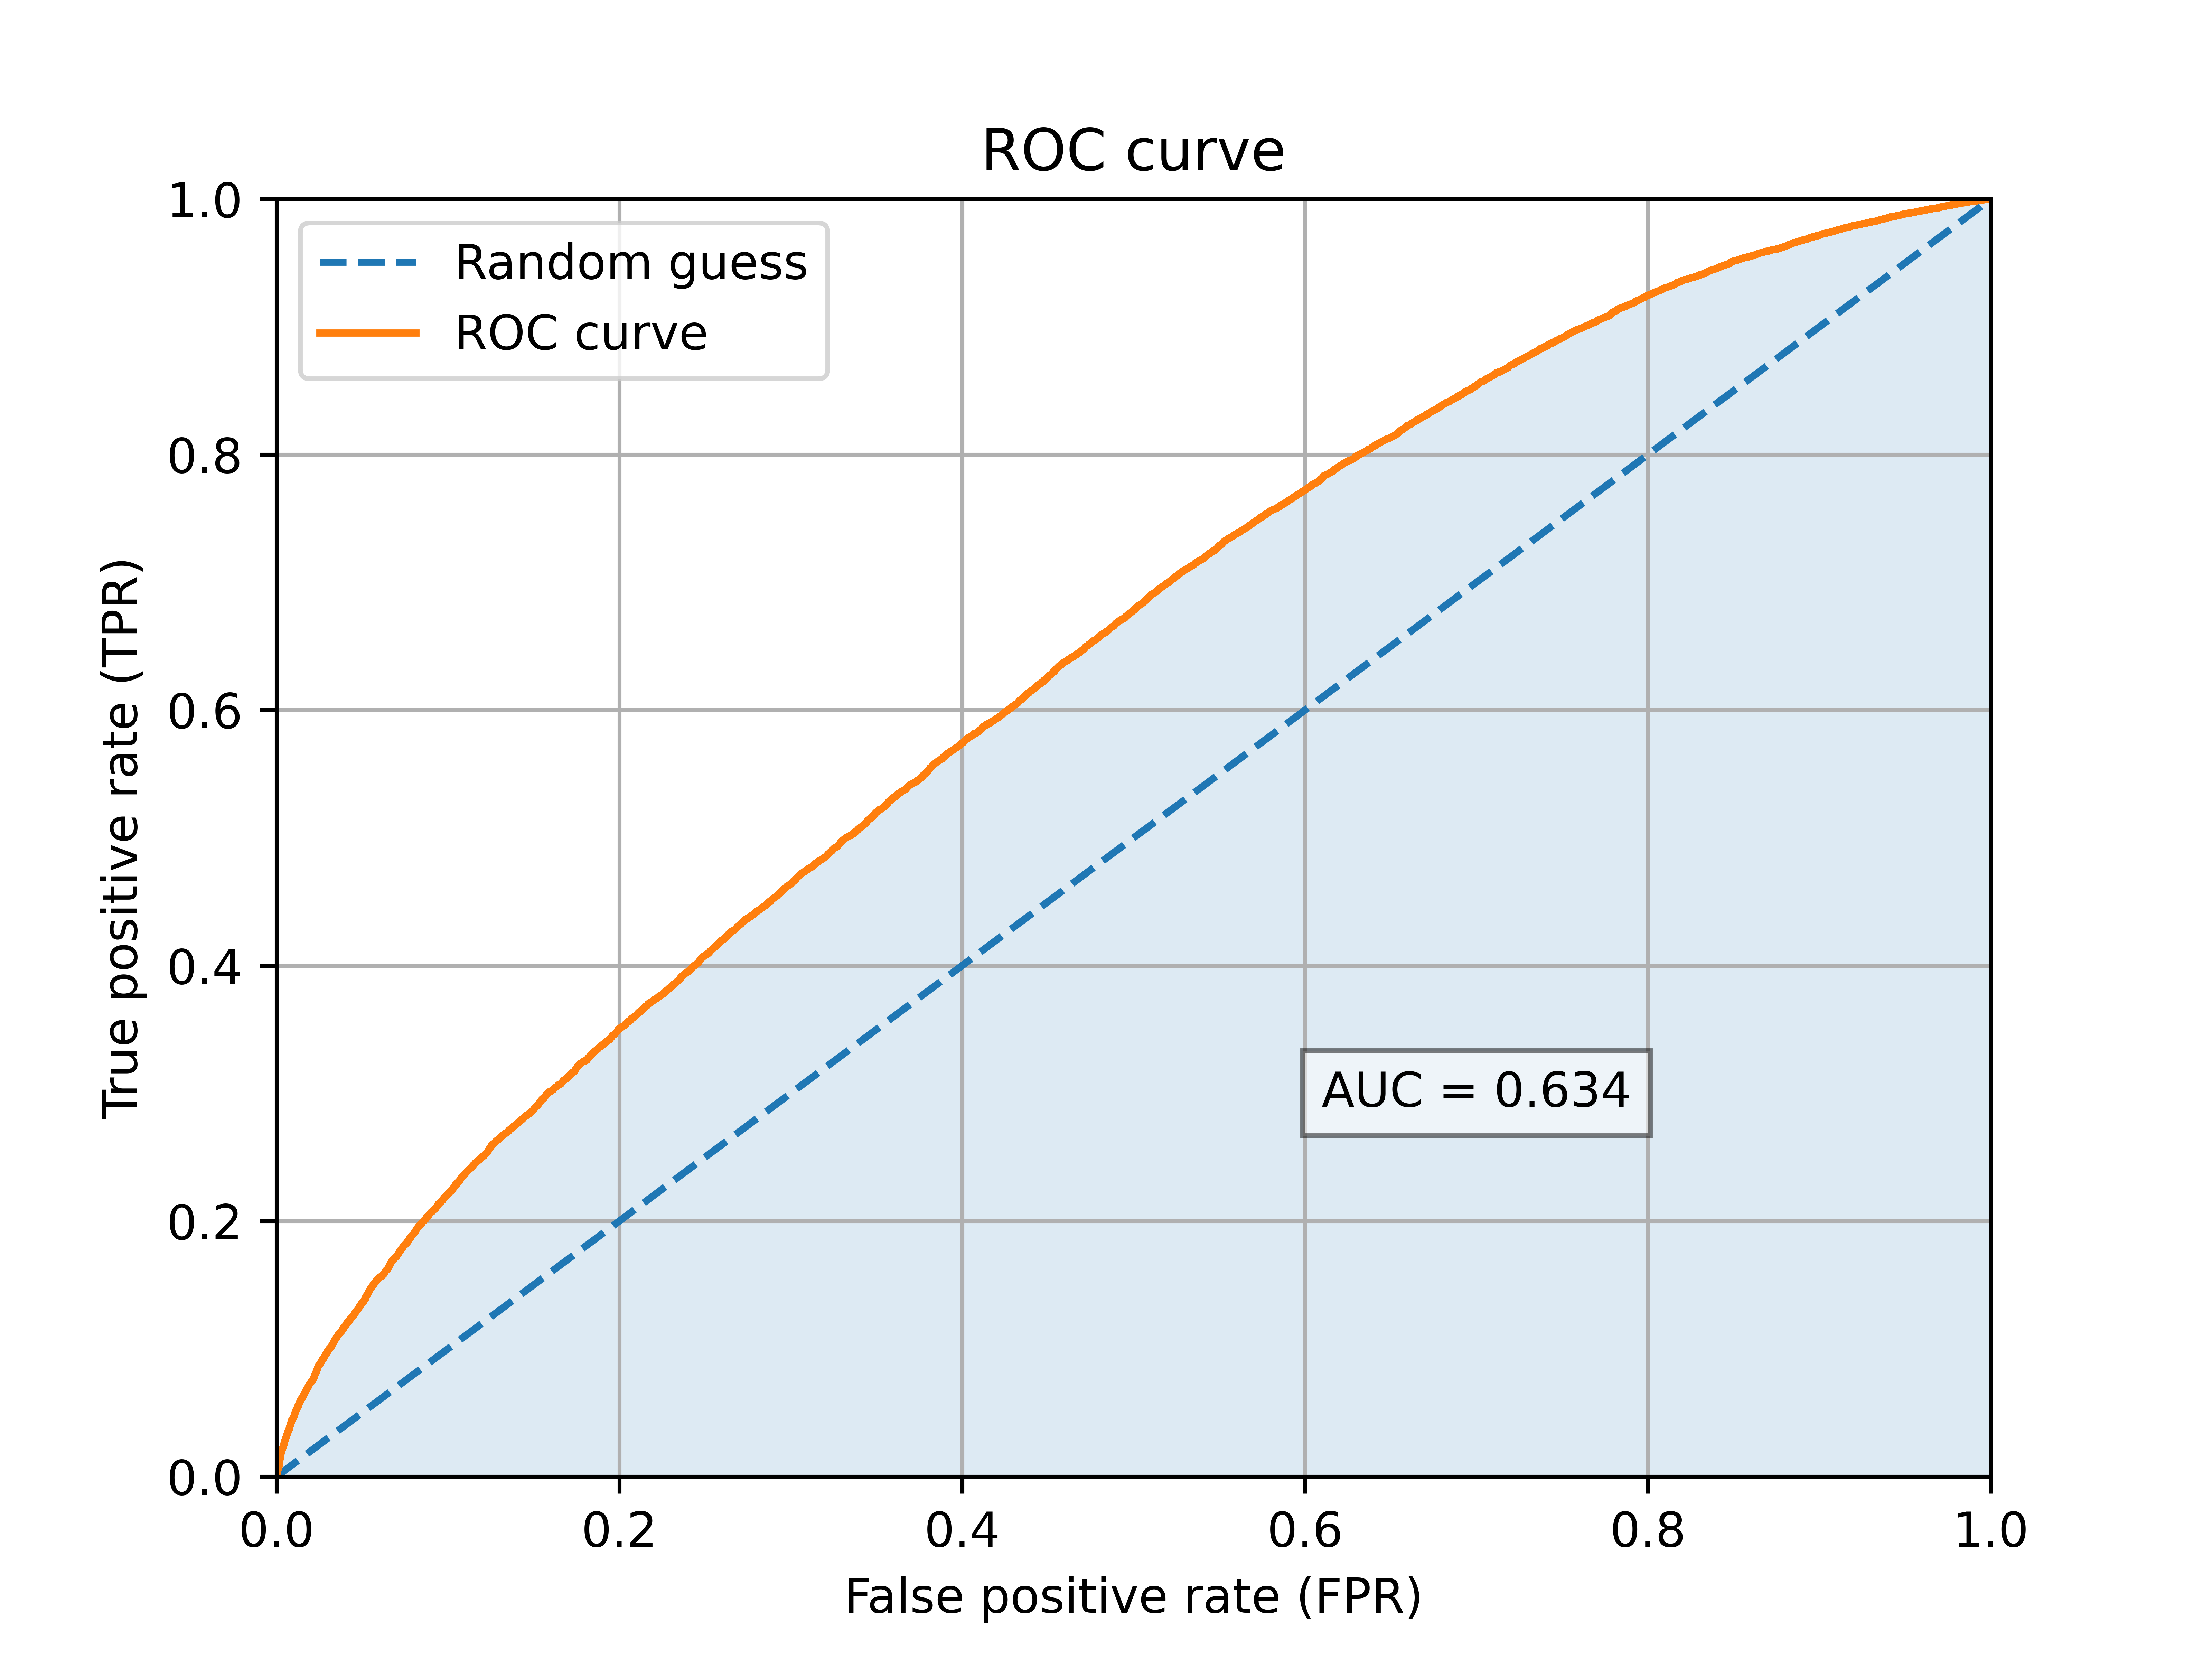 ROC curve
1.0
0.8
0.6
0.4
0.2
0.0
True positive rate (TPR)
Random guess
ROC curve
AUC = 0.634
0.0 0.2 0.4 0.6 0.8 1.0
False positive rate (FPR)